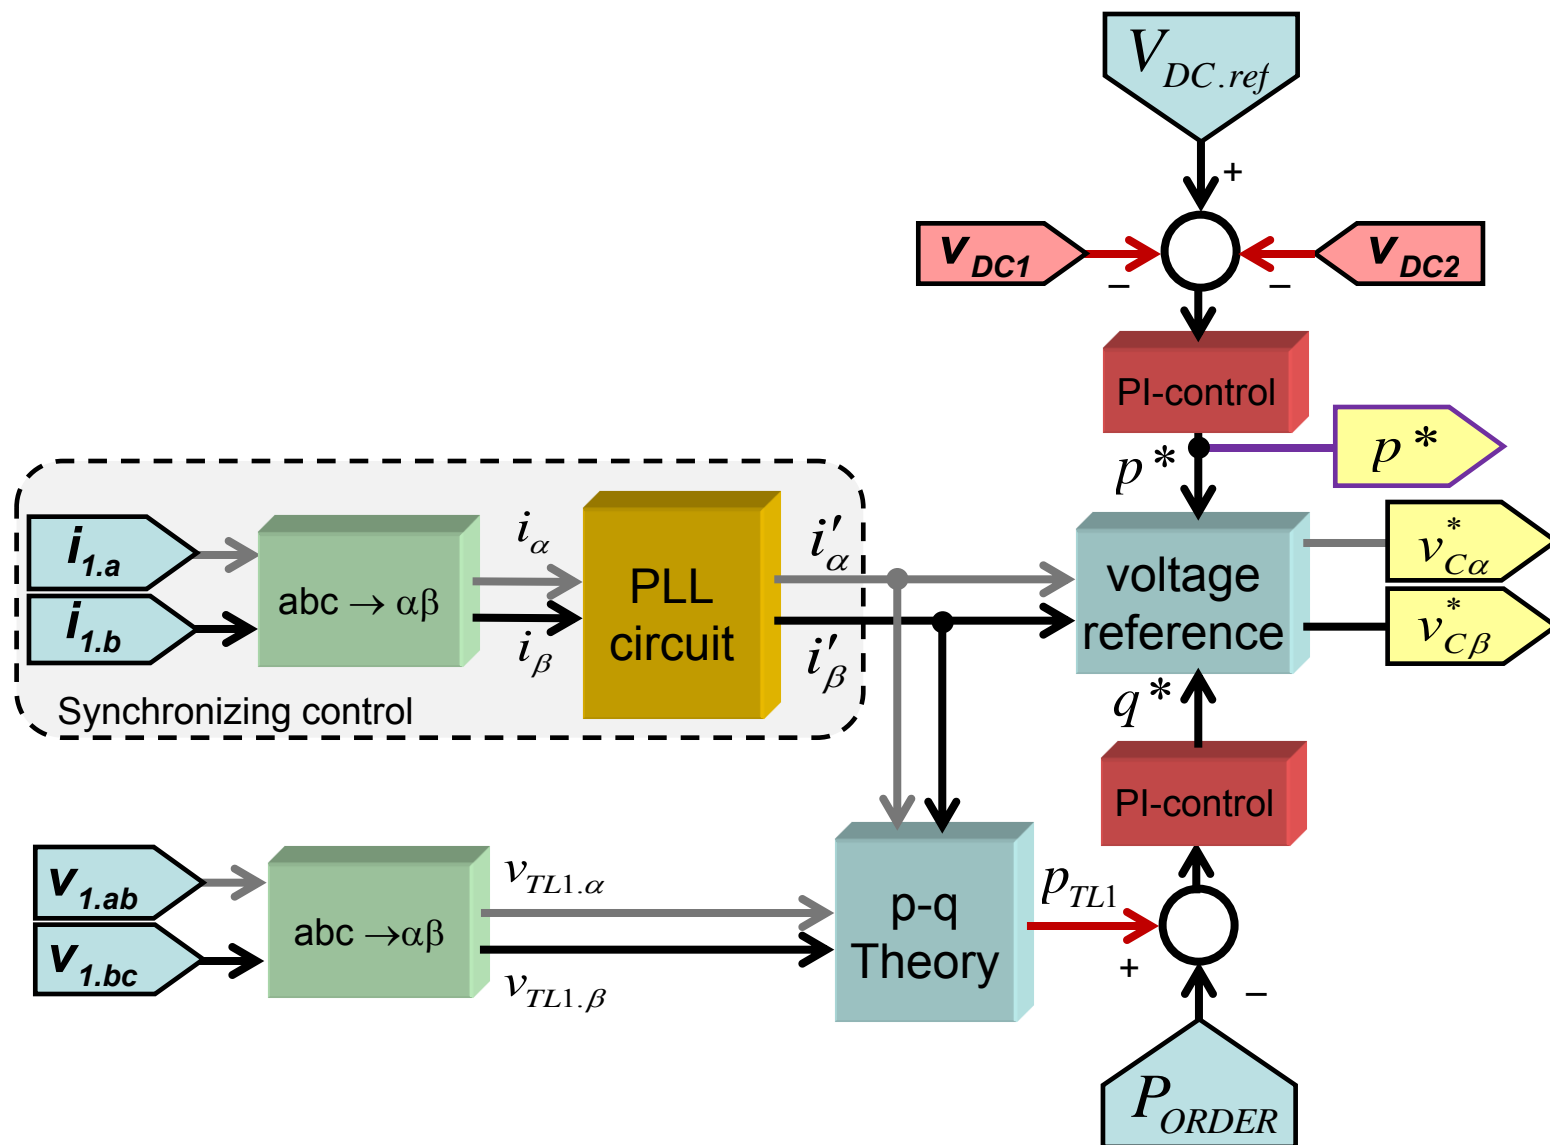 V_DC.ref
+
v_DC1
v_DC2
−
−
PI-control
p*
p*
i_1.a
i_1.b
abc → αβ
i_α
i_β
PLL
circuit
i'_α
i'_β
voltage
reference
v*_Cα
v*_Cβ
Synchronizing control
q*
PI-control
v_1.ab
v_1.bc
abc →αβ
v_TL1.α
v_TL1.β
p-q
Theory
p_TL1
+
−
P_ORDER